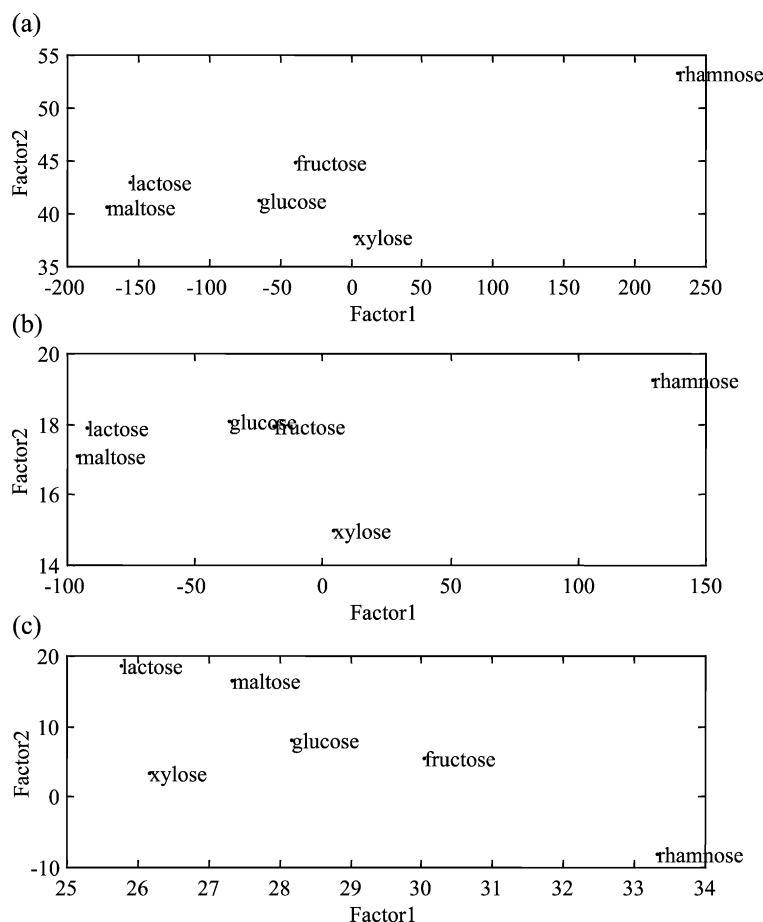 (a)
55
rhamnose
50
Factor2
45
fructose
lactose
glucose
maltose
40
xylose
35
-200 -150 -100 -50 0 50 100 150 200 250
Factor1
(b)
20
rhamnose
Factor2
18
lactose
glucose
fructose
maltose
16
xylose
14
-100 -50 0 50 100 150
Factor1
(c)
20
lactose
maltose
10
Factor2
glucose
fructose
xylose
0
rhamnose
-10
25 26 27 28 29 30 31 32 33 34
Factor1